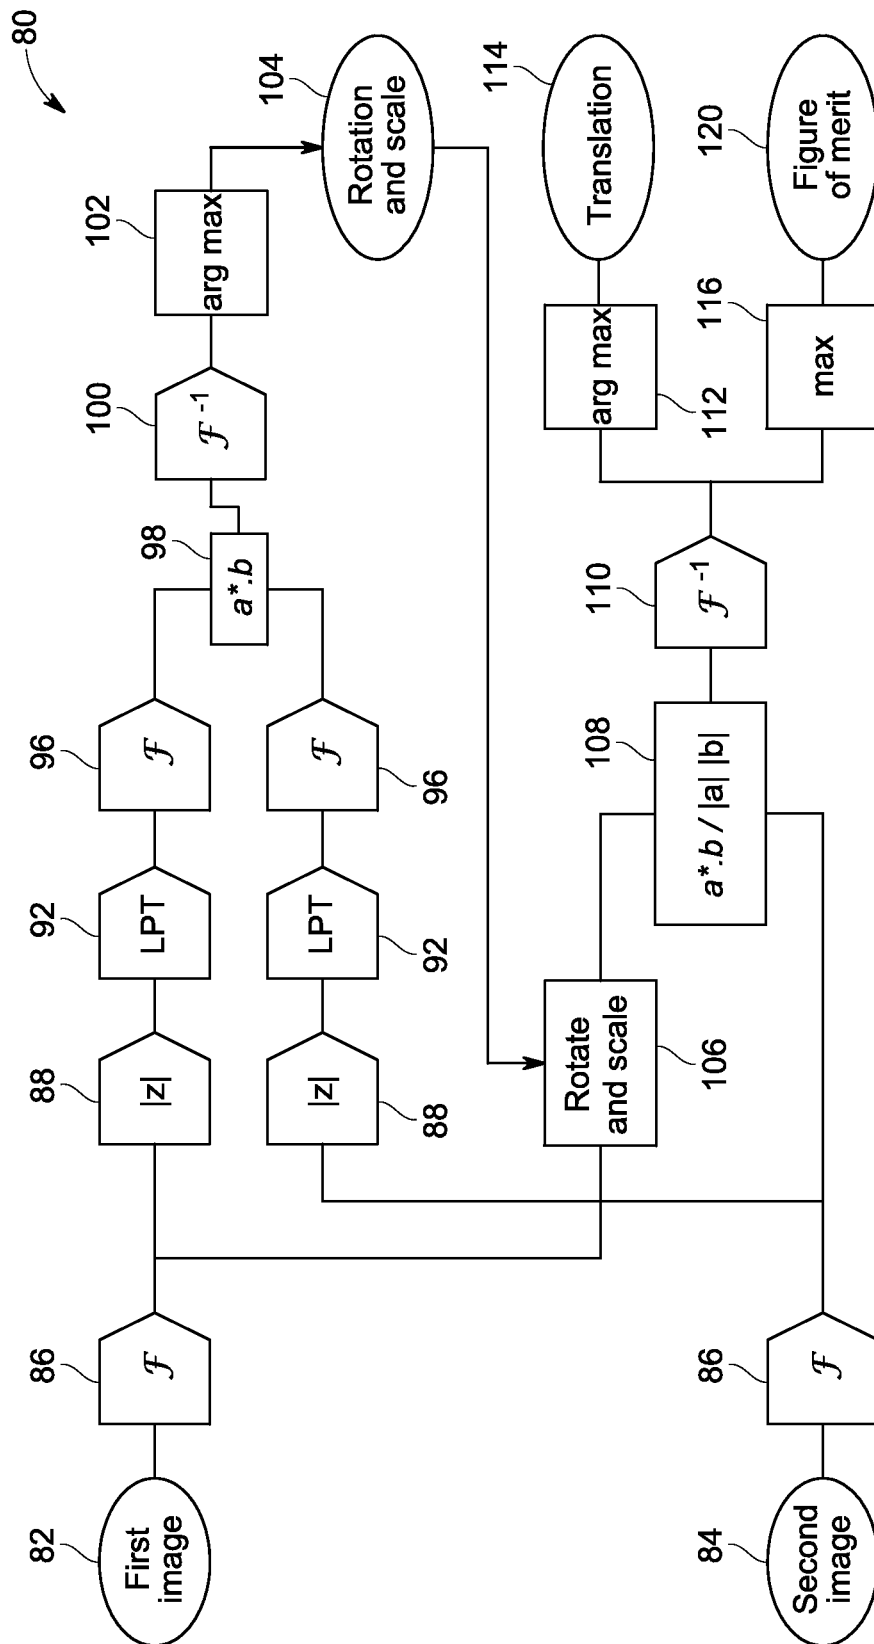 80
82
First
image
86
ℱ
88
|z|
92
LPT
96
ℱ
98
a*.b
100
ℱ⁻¹
102
arg max
104
Rotation
and scale
88
|z|
92
LPT
96
ℱ
106
Rotate
and scale
108
a*.b / |a| |b|
110
ℱ⁻¹
112
arg max
114
Translation
84
Second
image
86
ℱ
116
max
120
Figure
of merit